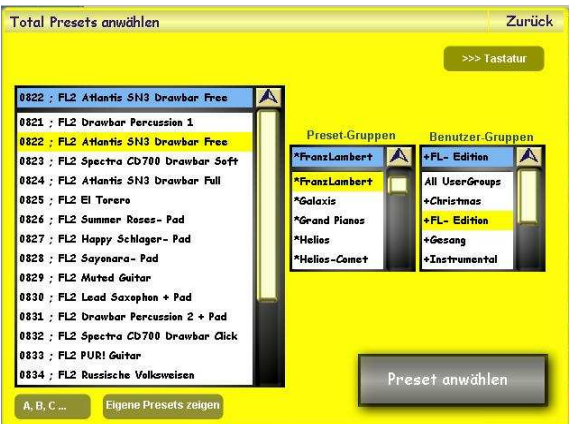 Total Presets anwählen
Zurück
>>> Tastatur
0822 ; FL2 Atlantis SN3 Drawbar Free
0821 ; FL2 Drawbar Percussion 1
0822 ; FL2 Atlantis SN3 Drawbar Free
0823 ; FL2 Spectra CD700 Drawbar Soft
0824 ; FL2 Atlantis SN3 Drawbar Full
0825 ; FL2 El Torero
0826 ; FL2 Summer Roses- Pad
0827 ; FL2 Happy Schlager- Pad
0828 ; FL2 Sayonara- Pad
0829 ; FL2 Muted Guitar
0830 ; FL2 Lead Saxophon + Pad
0831 ; FL2 Drawbar Percussion 2 + Pad
0832 ; FL2 Spectra CD700 Drawbar Click
0833 ; FL2 PUR! Guitar
0834 ; FL2 Russische Volksweisen
Preset-Gruppen
*FranzLambert
*FranzLambert
*Galaxis
*Grand Pianos
*Helios
*Helios-Comet
Benutzer-Gruppen
+FL- Edition
All UserGroups
+Christmas
+FL- Edition
+Gesang
+Instrumental
Preset anwählen
A, B, C ...
Eigene Presets zeigen